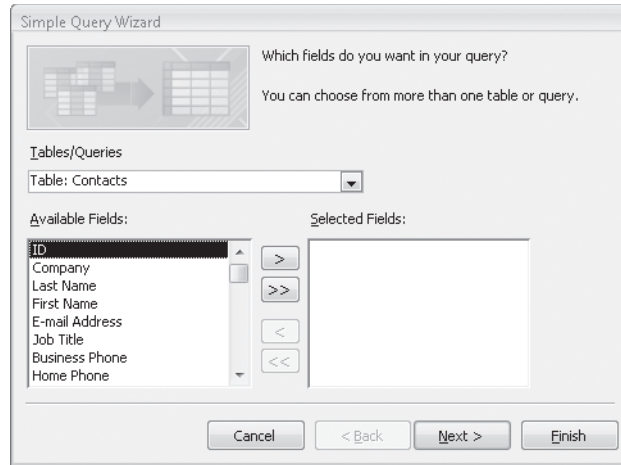 Simple Query Wizard
Which fields do you want in your query?
You can choose from more than one table or query.
Tables/Queries
Table: Contacts
Available Fields:
Selected Fields:
ID
Company
Last Name
First Name
E-mail Address
Job Title
Business Phone
Home Phone
>
>>
<
<<
Cancel
< Back
Next >
Finish